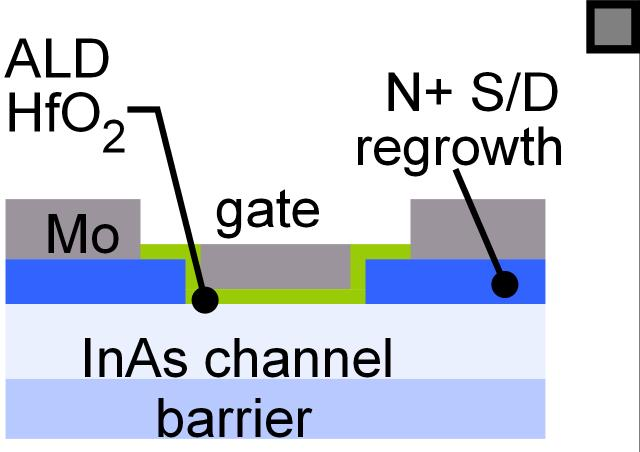 ALD
HfO₂
N+ S/D
regrowth
gate
Mo
InAs channel
barrier